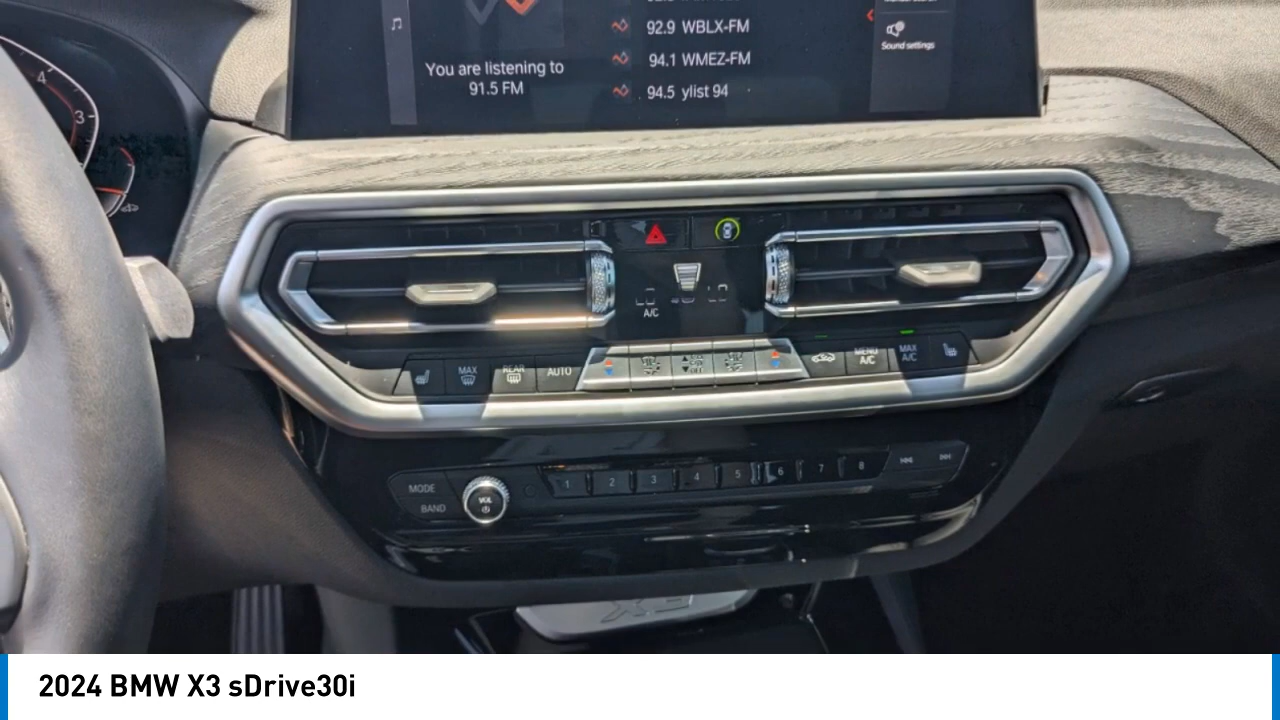 4
3
92.9 WBLX-FM
94.1 WMEZ-FM
94.5 ylist 94
You are listening to
91.5 FM
Sound settings
A/C
MAX
REAR
AUTO
MENU
A/C
MAX
A/C
MODE
BAND
VOL
1 2 3 4 5 6 7 8
X3
2024 BMW X3 sDrive30i